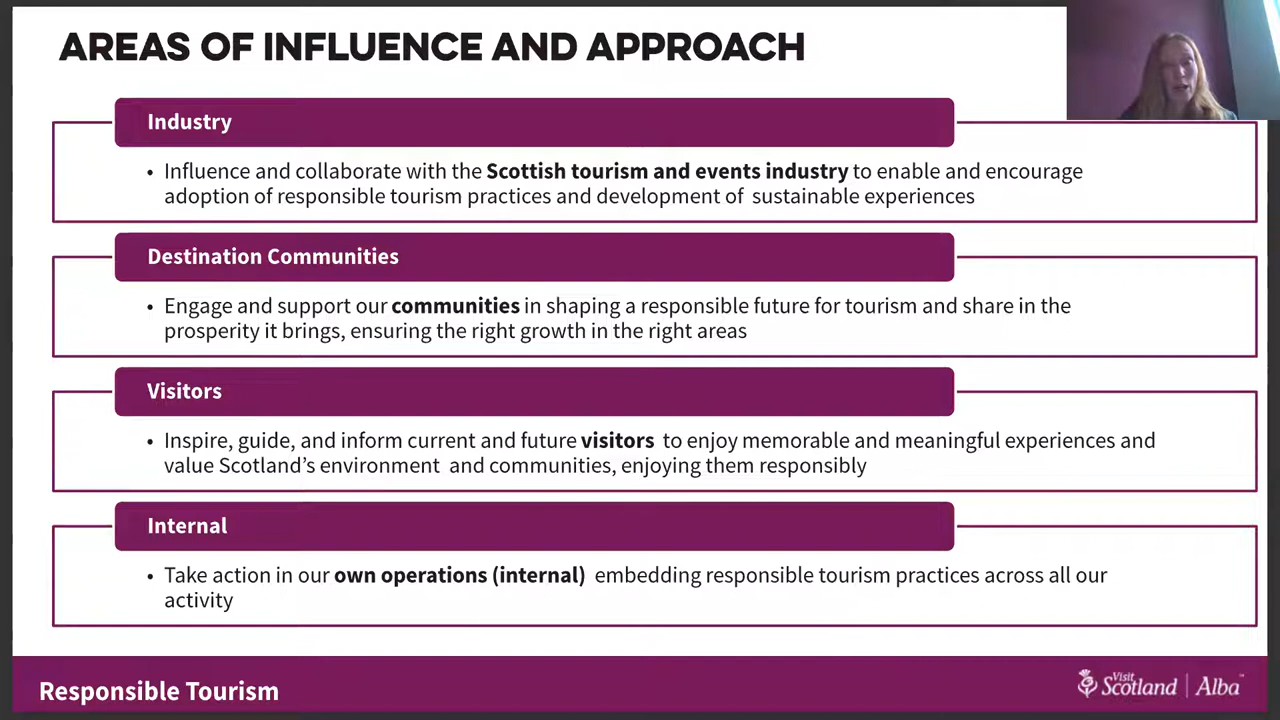 AREAS OF INFLUENCE AND APPROACH
Industry
• Influence and collaborate with the Scottish tourism and events industry to enable and encourage
adoption of responsible tourism practices and development of sustainable experiences
Destination Communities
• Engage and support our communities in shaping a responsible future for tourism and share in the
prosperity it brings, ensuring the right growth in the right areas
Visitors
• Inspire, guide, and inform current and future visitors to enjoy memorable and meaningful experiences and
value Scotland's environment and communities, enjoying them responsibly
Internal
• Take action in our own operations (internal) embedding responsible tourism practices across all our
activity
Responsible Tourism
Visit
Scotland | Alba™